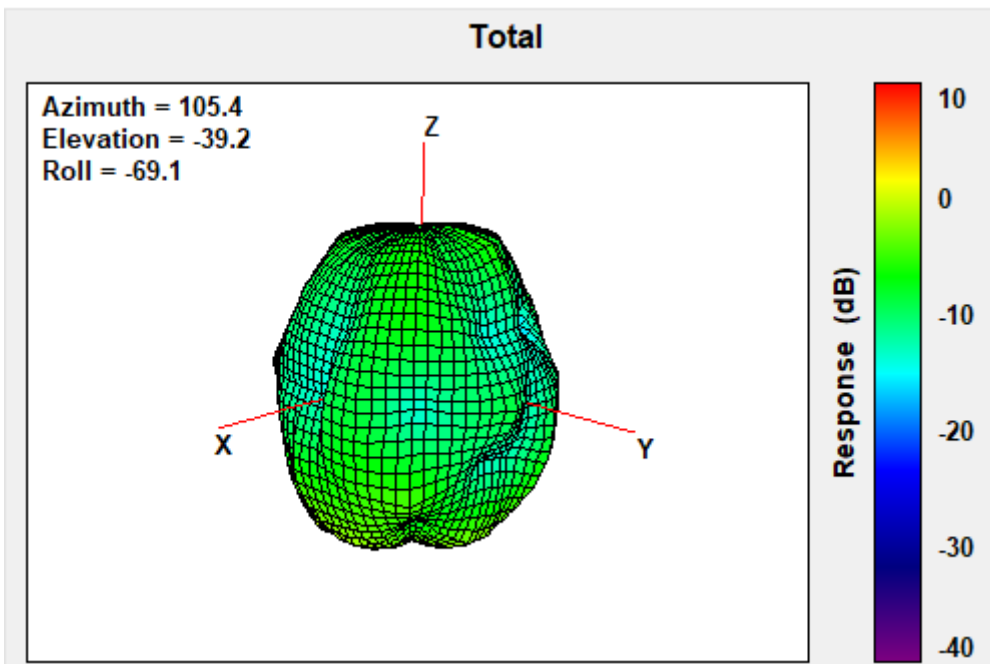 Total
Azimuth = 105.4
Elevation = -39.2
Roll = -69.1
Z
X
Y
10
0
-10
-20
-30
-40
Response (dB)